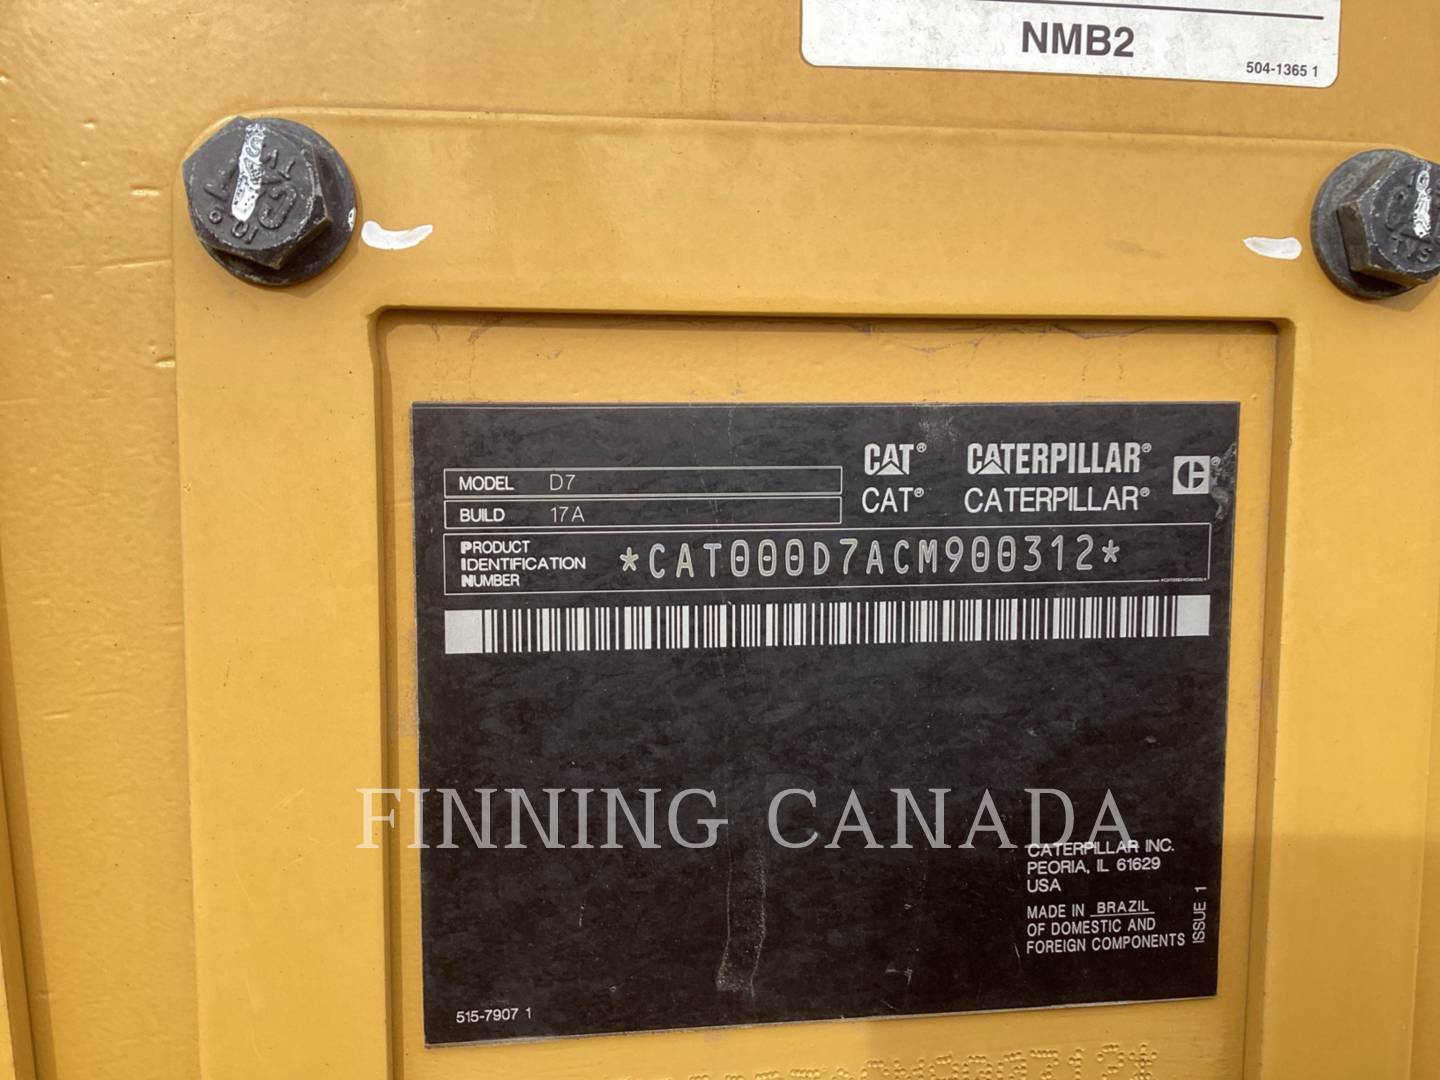 NMB2
504-1365 1
CAT® CATERPILLAR®
CAT® CATERPILLAR®
MODEL D7
BUILD 17A
PRODUCT
IDENTIFICATION
NUMBER
*CAT000D7ACM900312*
FINNING CANADA
CATERPILLAR INC.
PEORIA, IL 61629
USA
MADE IN BRAZIL
OF DOMESTIC AND
FOREIGN COMPONENTS
ISSUE 1
515-7907 1